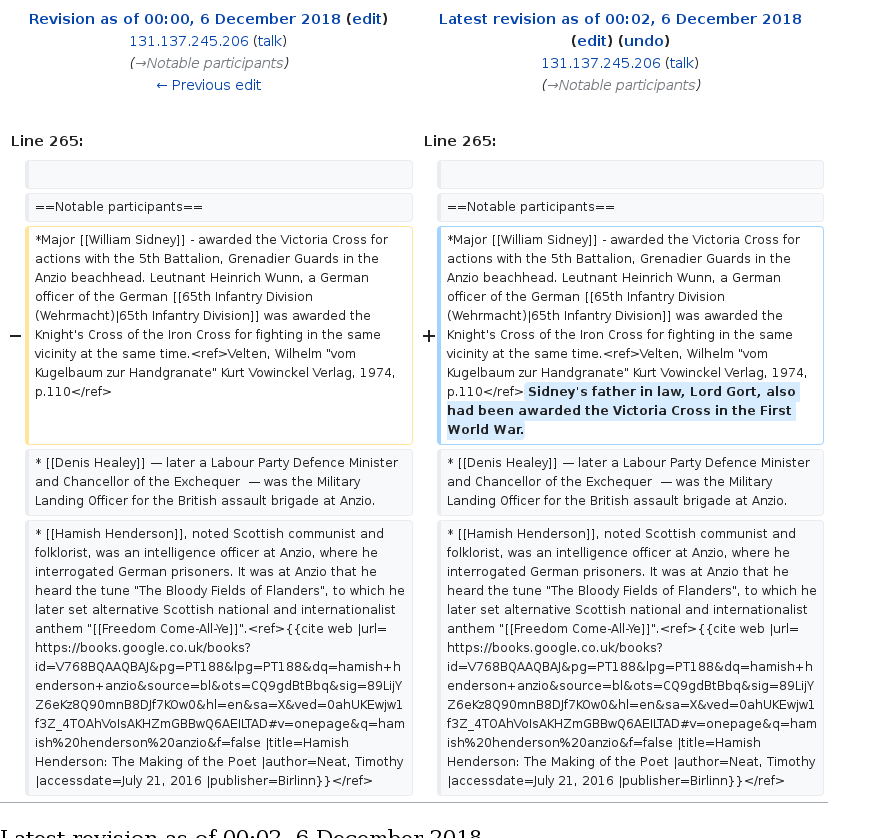 Revision as of 00:00, 6 December 2018 (edit)
131.137.245.206 (talk)
(→Notable participants)
← Previous edit
Latest revision as of 00:02, 6 December 2018
(edit) (undo)
131.137.245.206 (talk)
(→Notable participants)
Line 265:
Line 265:
==Notable participants==
==Notable participants==
−
*Major [[William Sidney]] - awarded the Victoria Cross for
actions with the 5th Battalion, Grenadier Guards in the
Anzio beachhead. Leutnant Heinrich Wunn, a German
officer of the German [[65th Infantry Division
(Wehrmacht)|65th Infantry Division]] was awarded the
Knight's Cross of the Iron Cross for fighting in the same
vicinity at the same time.<ref>Velten, Wilhelm "vom
Kugelbaum zur Handgranate" Kurt Vowinckel Verlag, 1974,
p.110</ref>
+
*Major [[William Sidney]] - awarded the Victoria Cross for
actions with the 5th Battalion, Grenadier Guards in the
Anzio beachhead. Leutnant Heinrich Wunn, a German
officer of the German [[65th Infantry Division
(Wehrmacht)|65th Infantry Division]] was awarded the
Knight's Cross of the Iron Cross for fighting in the same
vicinity at the same time.<ref>Velten, Wilhelm "vom
Kugelbaum zur Handgranate" Kurt Vowinckel Verlag, 1974,
p.110</ref> Sidney's father in law, Lord Gort, also
had been awarded the Victoria Cross in the First
World War.
* [[Denis Healey]] — later a Labour Party Defence Minister
and Chancellor of the Exchequer  — was the Military
Landing Officer for the British assault brigade at Anzio.
* [[Denis Healey]] — later a Labour Party Defence Minister
and Chancellor of the Exchequer  — was the Military
Landing Officer for the British assault brigade at Anzio.
* [[Hamish Henderson]], noted Scottish communist and
folklorist, was an intelligence officer at Anzio, where he
interrogated German prisoners. It was at Anzio that he
heard the tune "The Bloody Fields of Flanders", to which he
later set alternative Scottish national and internationalist
anthem "[[Freedom Come-All-Ye]]".<ref>{{cite web |url=
https://books.google.co.uk/books?
id=V768BQAAQBAJ&pg=PT188&lpg=PT188&dq=hamish+h
enderson+anzio&source=bl&ots=CQ9gdBtBbq&sig=89LijY
Z6eKz8Q90mnB8DJf7KOw0&hl=en&sa=X&ved=0ahUKEwjw1
f3Z_4TOAhVoIsAKHZmGBBwQ6AEILTAD#v=onepage&q=ham
ish%20henderson%20anzio&f=false |title=Hamish
Henderson: The Making of the Poet |author=Neat, Timothy
|accessdate=July 21, 2016 |publisher=Birlinn}}</ref>
* [[Hamish Henderson]], noted Scottish communist and
folklorist, was an intelligence officer at Anzio, where he
interrogated German prisoners. It was at Anzio that he
heard the tune "The Bloody Fields of Flanders", to which he
later set alternative Scottish national and internationalist
anthem "[[Freedom Come-All-Ye]]".<ref>{{cite web |url=
https://books.google.co.uk/books?
id=V768BQAAQBAJ&pg=PT188&lpg=PT188&dq=hamish+h
enderson+anzio&source=bl&ots=CQ9gdBtBbq&sig=89LijY
Z6eKz8Q90mnB8DJf7KOw0&hl=en&sa=X&ved=0ahUKEwjw1
f3Z_4TOAhVoIsAKHZmGBBwQ6AEILTAD#v=onepage&q=ham
ish%20henderson%20anzio&f=false |title=Hamish
Henderson: The Making of the Poet |author=Neat, Timothy
|accessdate=July 21, 2016 |publisher=Birlinn}}</ref>
Latest revision as of 00:02, 6 December 2018